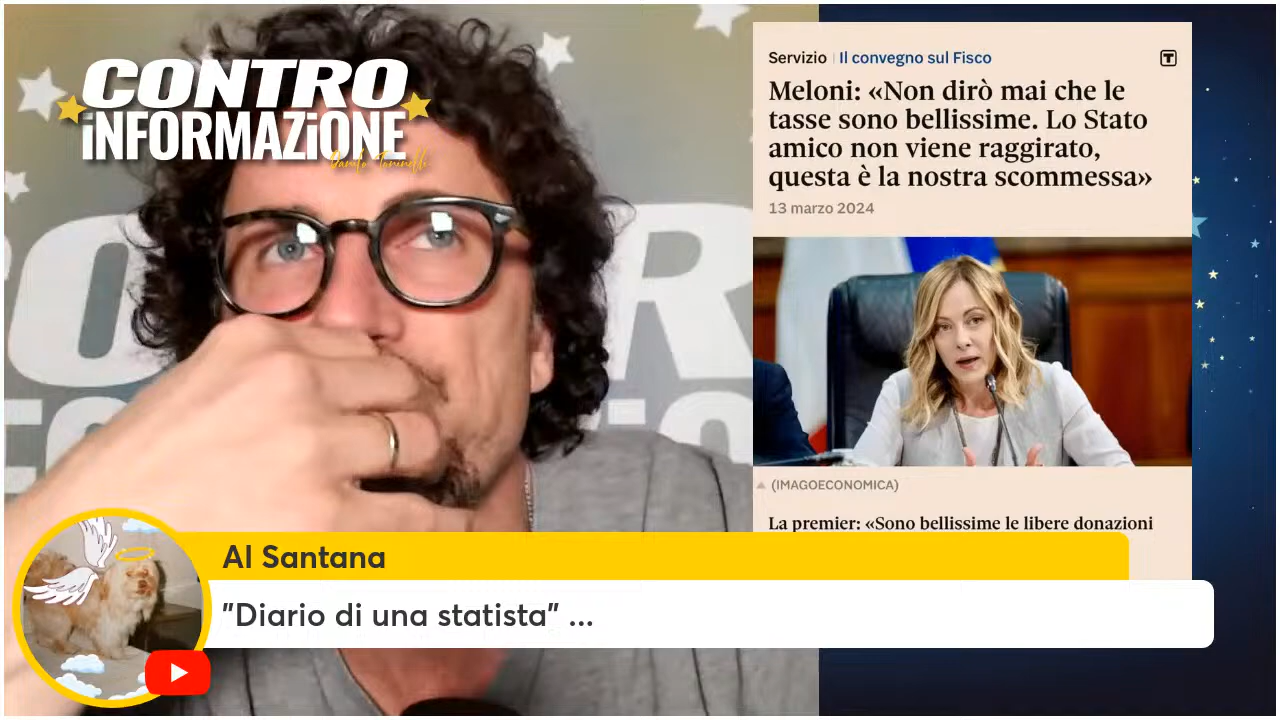 CONTRO
iNFORMAZiONE
Danilo Toninelli
Servizio | Il convegno sul Fisco
Meloni: «Non dirò mai che le
tasse sono bellissime. Lo Stato
amico non viene raggirato,
questa è la nostra scommessa»
13 marzo 2024
(IMAGOECONOMICA)
La premier: «Sono bellissime le libere donazioni
Al Santana
"Diario di una statista" ...